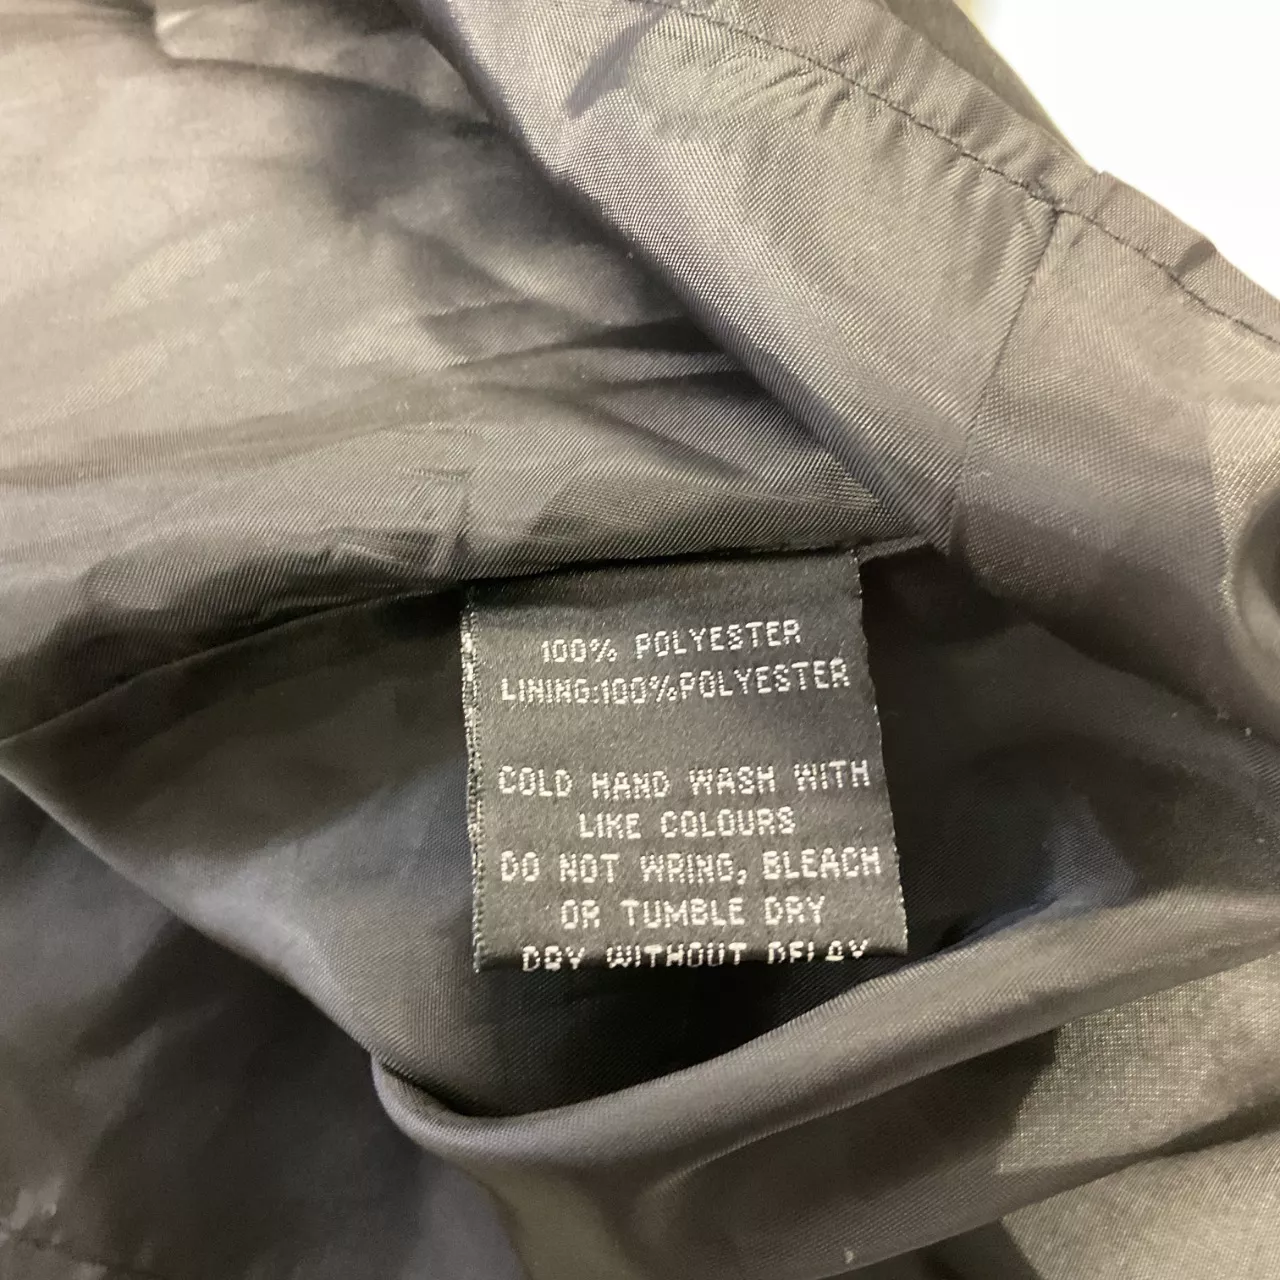 100% POLYESTER
LINING:100%POLYESTER
COLD HAND WASH WITH
LIKE COLOURS
DO NOT WRING, BLEACH
OR TUMBLE DRY
DRY WITHOUT DELAY